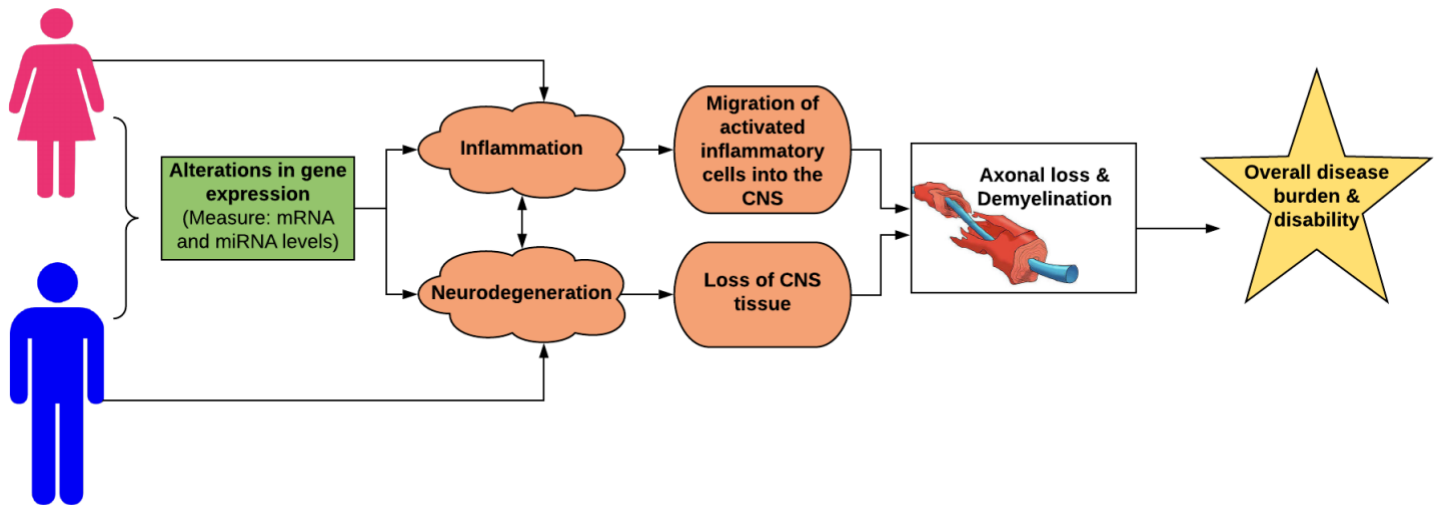 Alterations in gene
expression
(Measure: mRNA
and miRNA levels)
Inflammation
Neurodegeneration
Migration of
activated
inflammatory
cells into the
CNS
Loss of CNS
tissue
Axonal loss &
Demyelination
Overall disease
burden &
disability